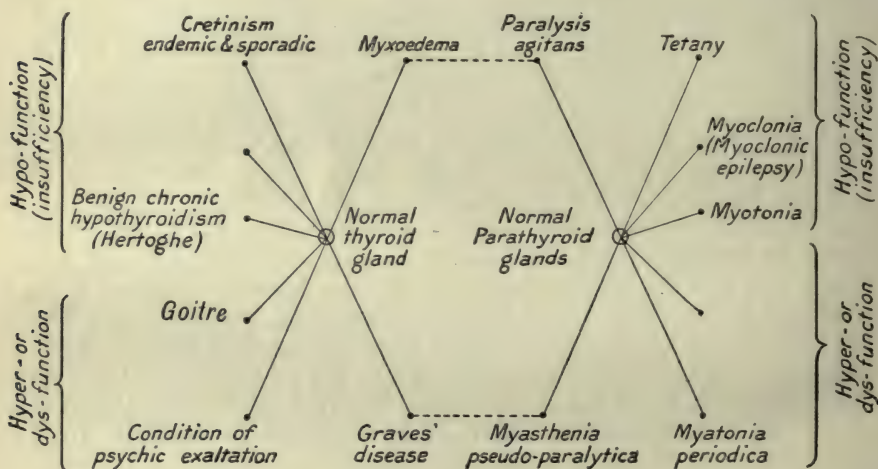 Hypo-function
(insufficiency)
Cretinism
endemic & sporadic
Myxoedema
Paralysis
agitans
Tetany
Hypo-function
(insufficiency)
Myoclonia
(Myoclonic
epilepsy)
Benign chronic
hypothyroidism
(Hertoghe)
Normal
thyroid
gland
Normal
Parathyroid
glands
Myotonia
Hyper- or
dys-function
Goitre
Hyper- or
dys-function
Condition of
psychic exaltation
Graves'
disease
Myasthenia
pseudo-paralytica
Myatonia
periodica